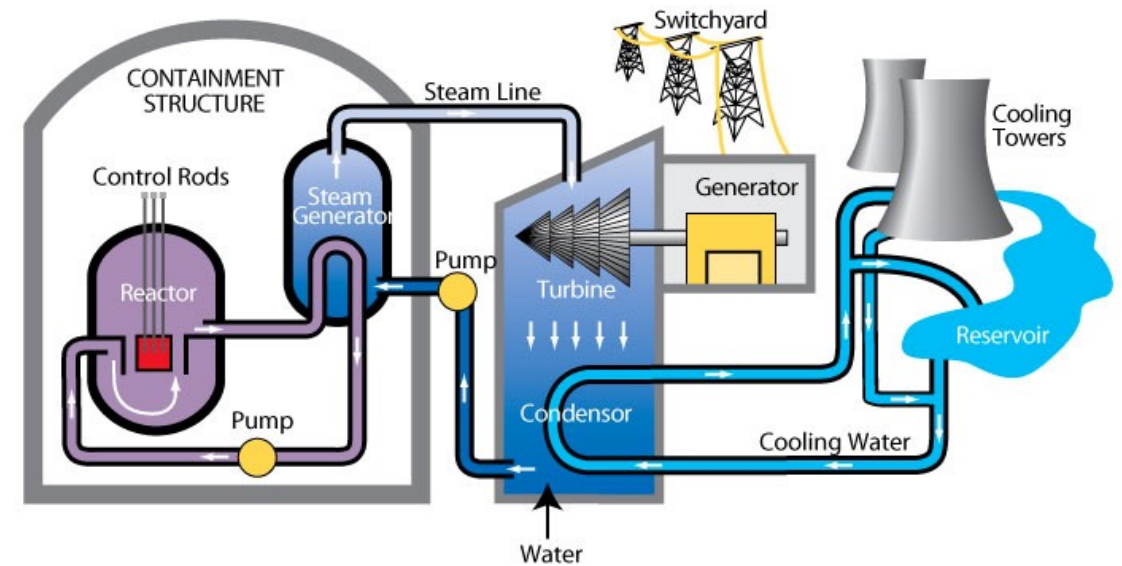 Switchyard
CONTAINMENT
STRUCTURE
Steam Line
Cooling
Towers
Control Rods
Steam
Generator
Generator
Pump
Reactor
Turbine
Reservoir
Pump
Condensor
Cooling Water
Water